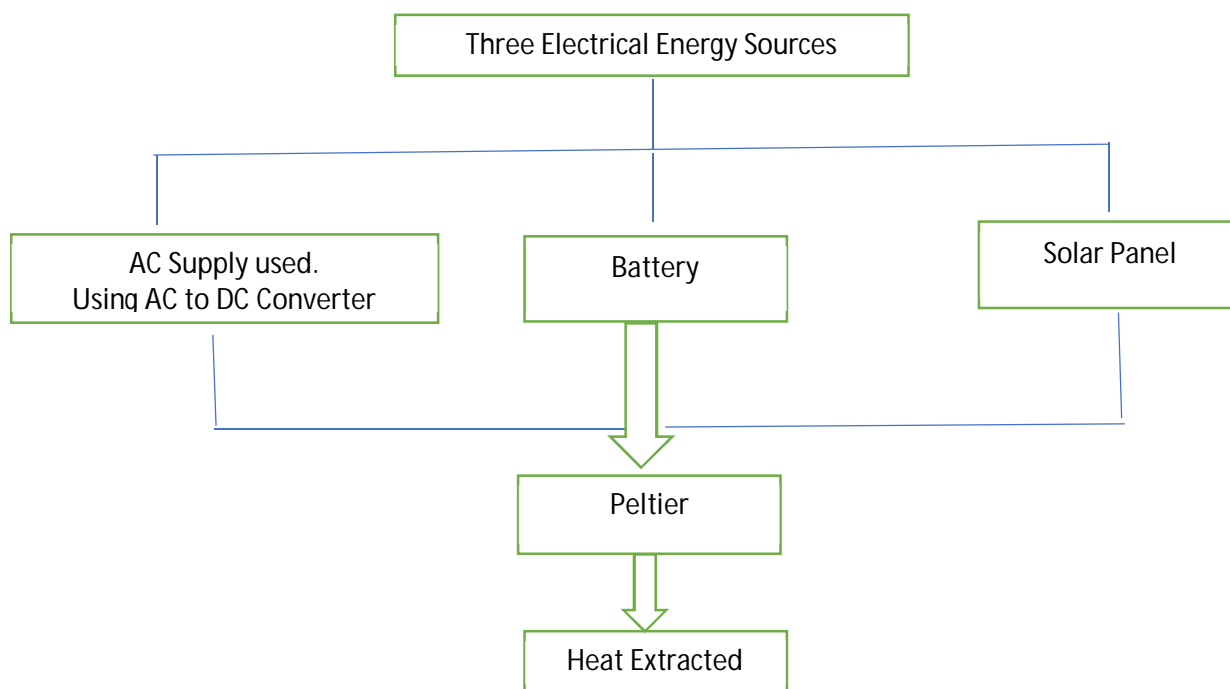 Three Electrical Energy Sources
AC Supply used.
Using AC to DC Converter
Battery
Solar Panel
Peltier
Heat Extracted